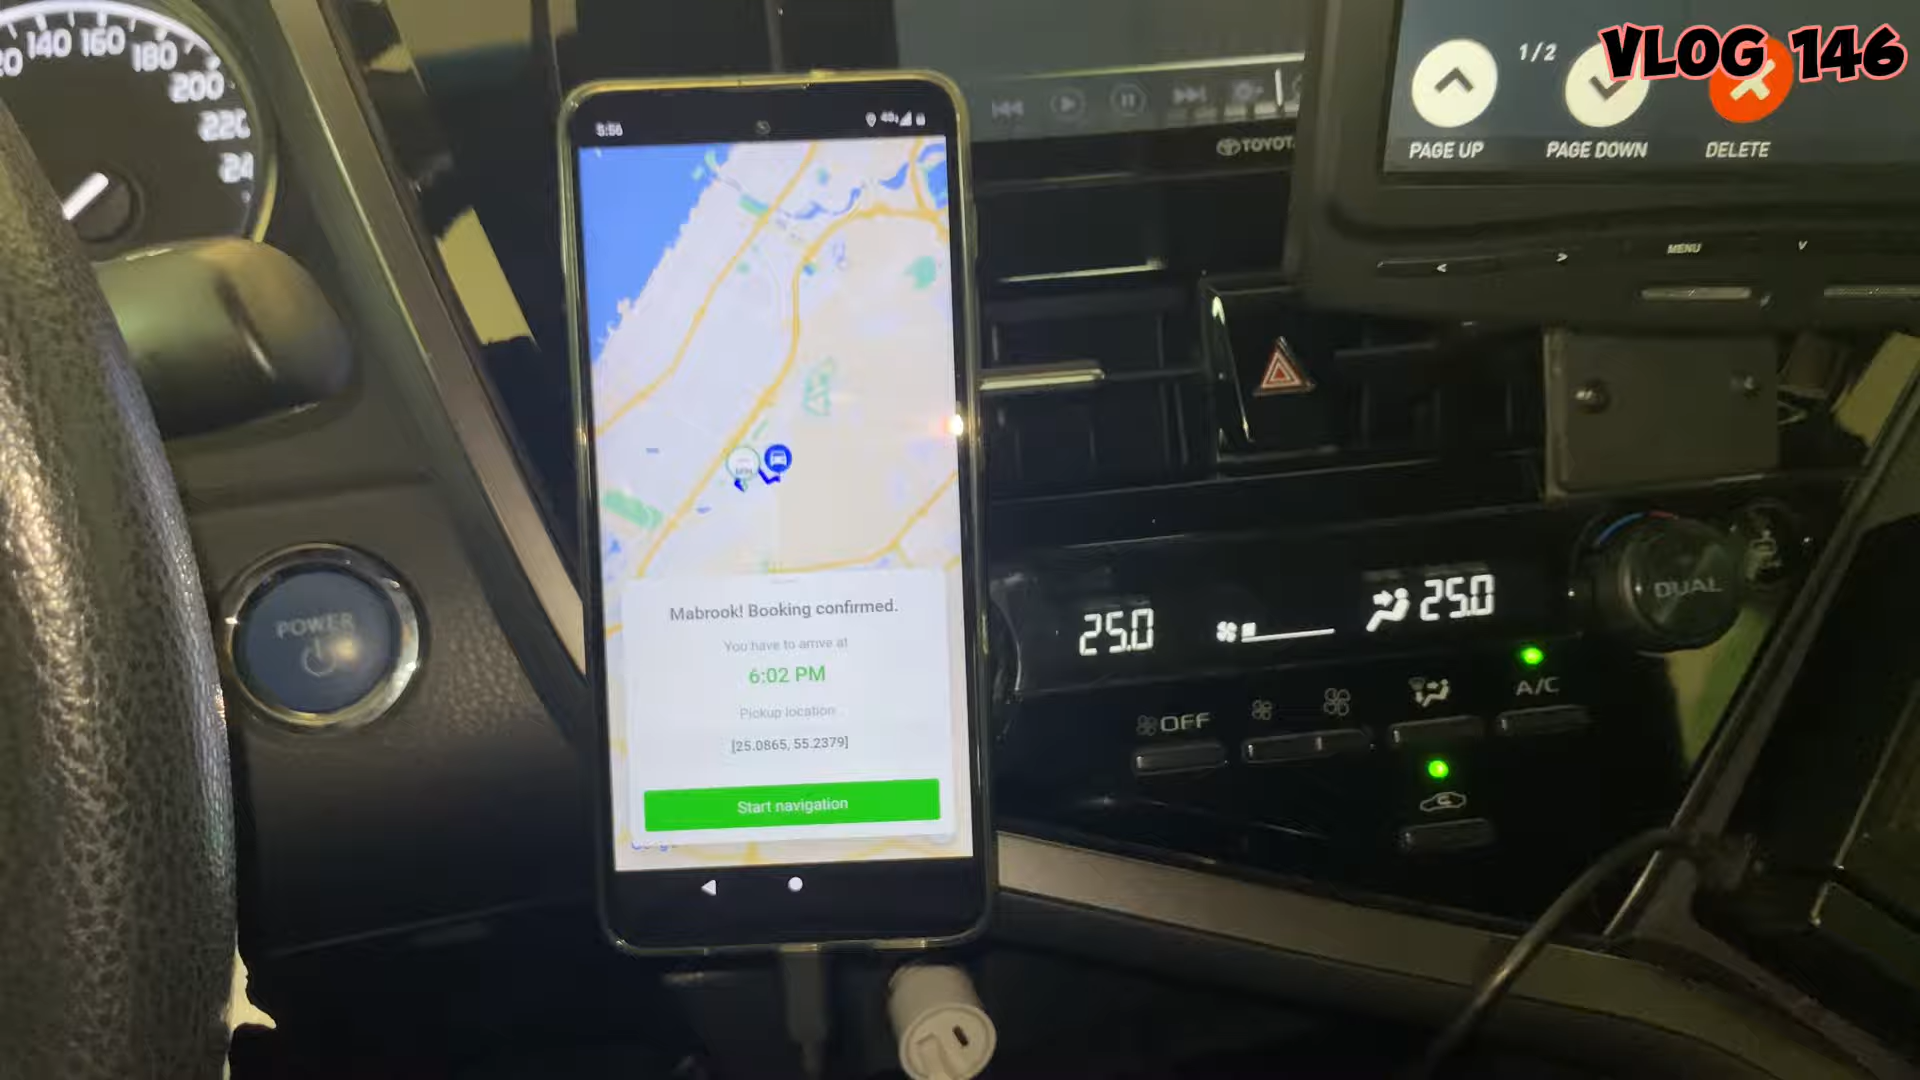 VLOG 146
140 160 180
200
220
1/2
PAGE UP
PAGE DOWN
DELETE
MENU
5:56
Mabrook! Booking confirmed.
You have to arrive at
6:02 PM
Pickup location
[25.0865, 55.2379]
Start navigation
POWER
25.0
25.0
DUAL
OFF
A/C